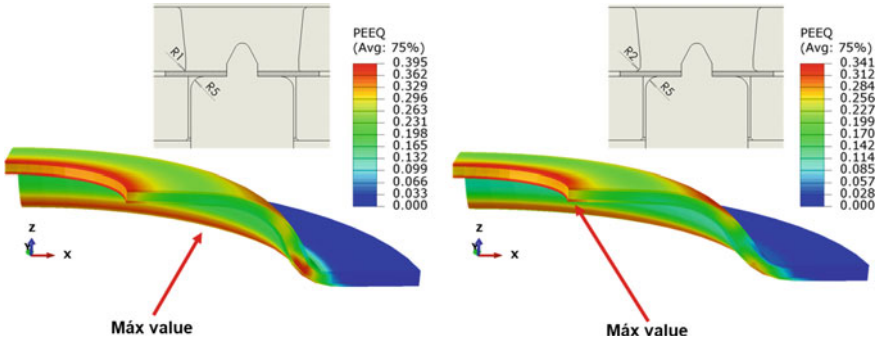 R1
R5
PEEQ
(Avg: 75%)
0.395
0.362
0.329
0.296
0.263
0.231
0.198
0.165
0.132
0.099
0.066
0.033
0.000
z
Y
x
Máx value
R2
R5
PEEQ
(Avg: 75%)
0.341
0.312
0.284
0.256
0.227
0.199
0.170
0.142
0.114
0.085
0.057
0.028
0.000
z
Y
x
Máx value